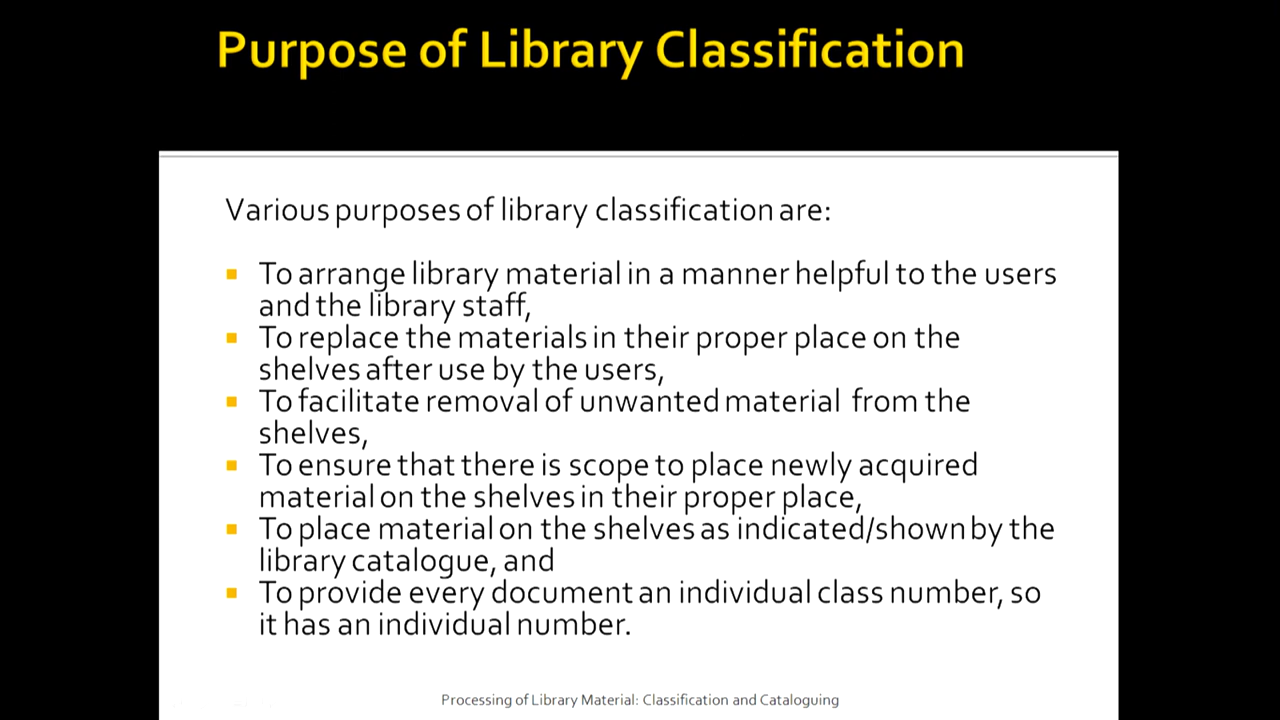 Purpose of Library Classification
Various purposes of library classification are:
To arrange library material in a manner helpful to the users
and the library staff,
To replace the materials in their proper place on the
shelves after use by the users,
To facilitate removal of unwanted material from the
shelves,
To ensure that there is scope to place newly acquired
material on the shelves in their proper place,
To place material on the shelves as indicated/shown by the
library catalogue, and
To provide every document an individual class number, so
it has an individual number.
Processing of Library Material: Classification and Cataloguing